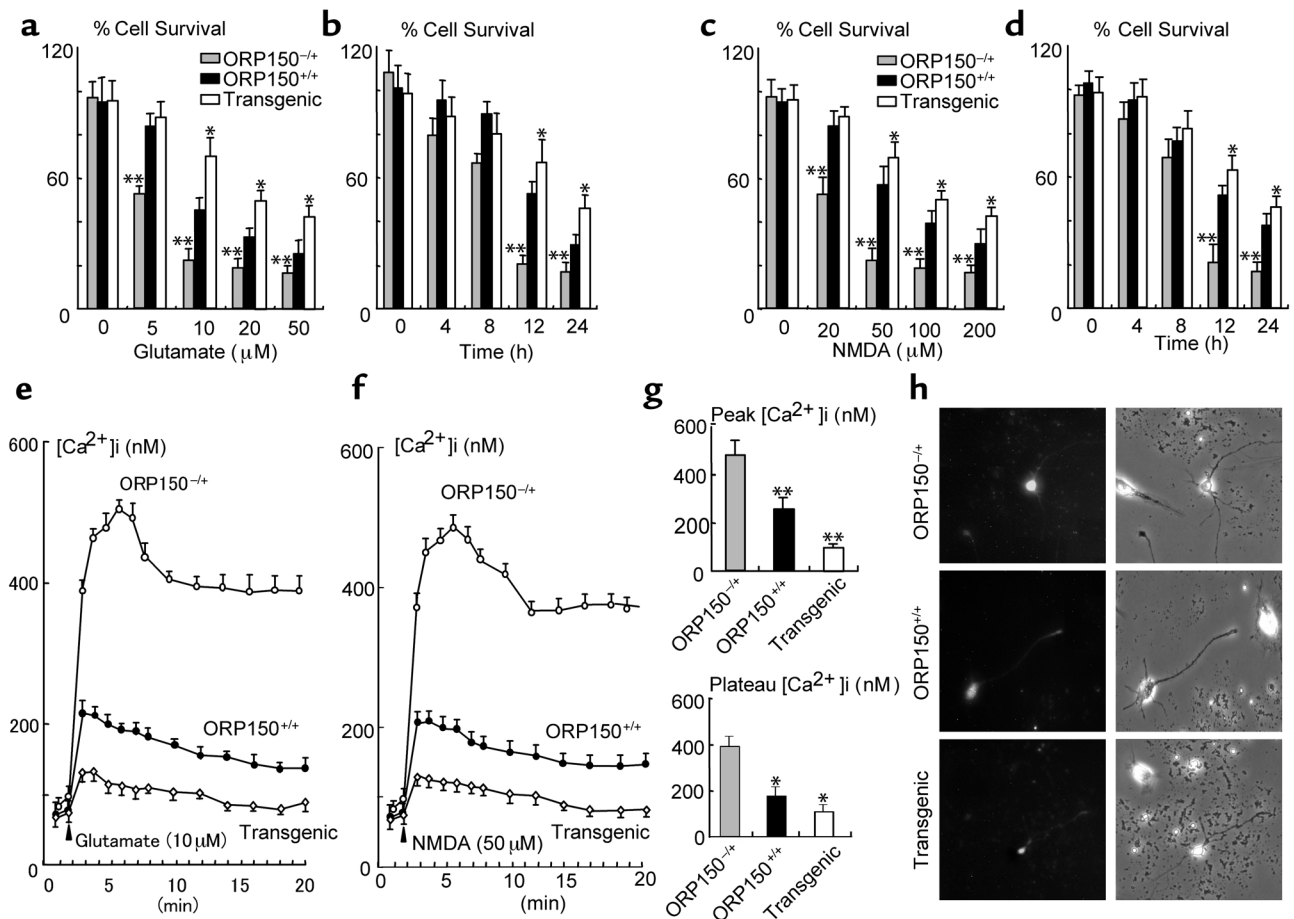 a
% Cell Survival
120
60
0
ORP150−/+
ORP150+/+
Transgenic
**
*
**
*
**
*
**
0 5 10 20 50
Glutamate (μM)
b
% Cell Survival
120
60
0
*
*
**
**
0 4 8 12 24
Time (h)
c
% Cell Survival
120
60
0
ORP150−/+
ORP150+/+
Transgenic
**
*
**
*
**
*
**
0 20 50 100 200
NMDA (μM)
d
% Cell Survival
120
60
0
*
*
**
**
0 4 8 12 24
Time (h)
e
[Ca2+]i (nM)
600
400
200
0
ORP150−/+
ORP150+/+
Transgenic
Glutamate (10μM)
0 5 10 15 20
(min)
f
[Ca2+]i (nM)
600
400
200
0
ORP150−/+
ORP150+/+
Transgenic
NMDA (50 μM)
0 5 10 15 20
(min)
g
Peak [Ca2+]i (nM)
600
400
200
0
**
**
ORP150−/+
ORP150+/+
Transgenic
Plateau [Ca2+]i (nM)
600
400
200
0
*
*
ORP150−/+
ORP150+/+
Transgenic
h
ORP150−/+
ORP150+/+
Transgenic